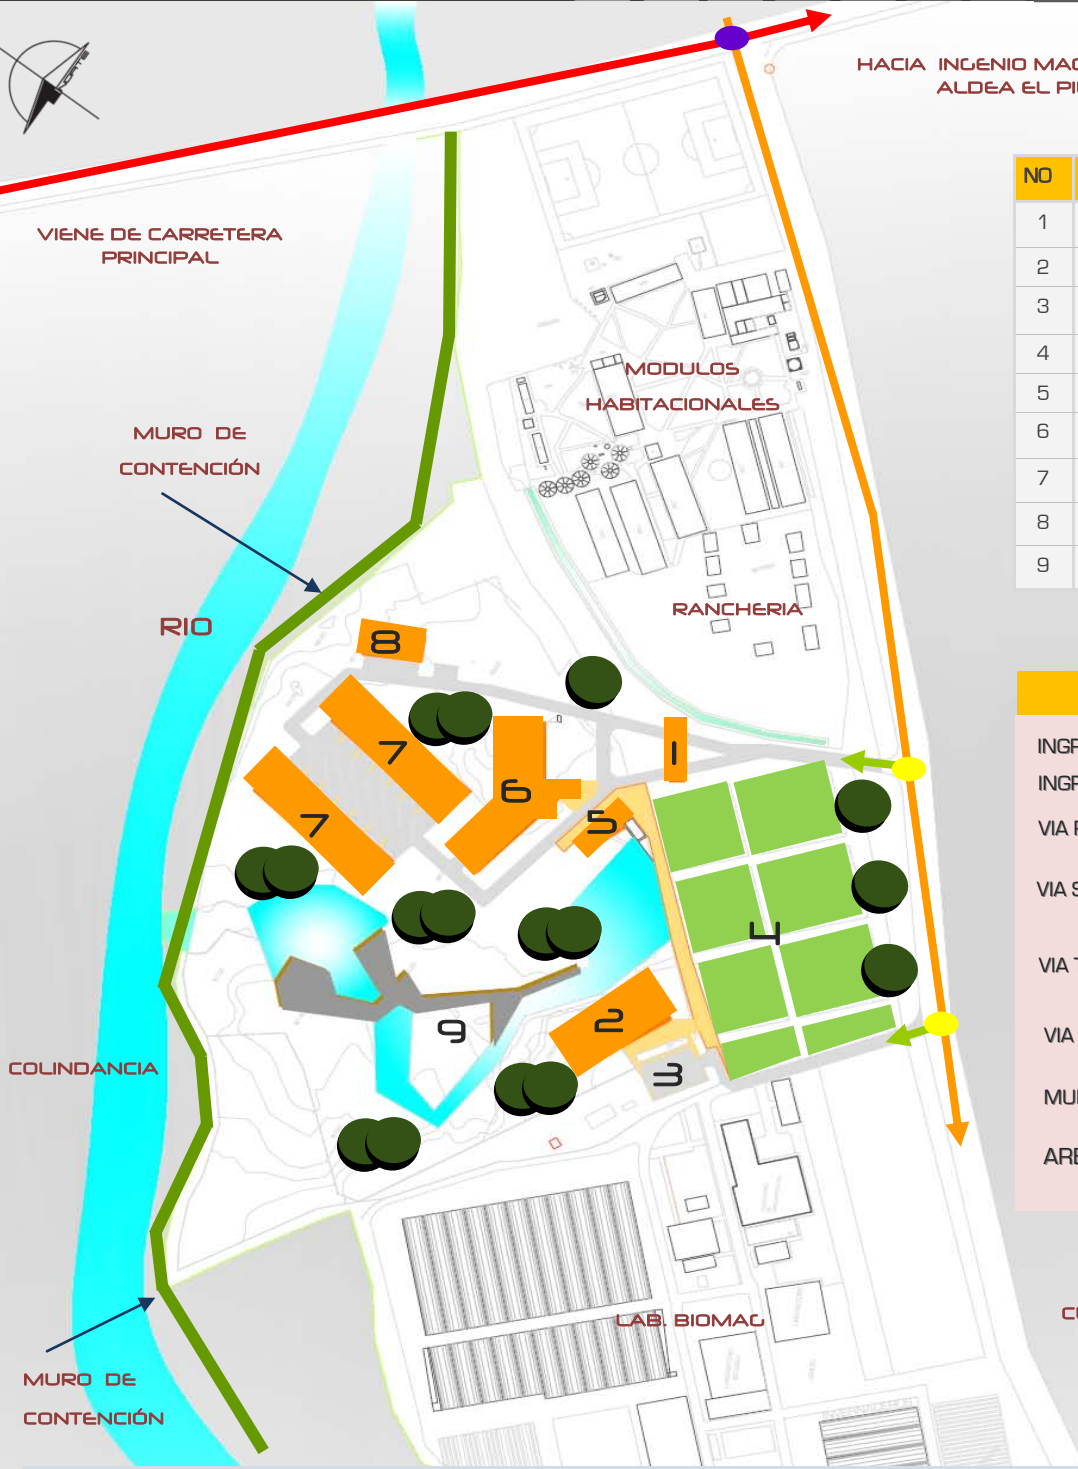 NORTE
HACIA INGENIO MAG
ALDEA EL PI
VIENE DE CARRETERA
PRINCIPAL
NO
1
2
3
4
5
6
7
8
9
MODULOS
HABITACIONALES
MURO DE
CONTENCIÓN
RIO
RANCHERIA
8
7
7
6
1
5
4
2
9
3
INGR
INGR
VIA P
VIA S
VIA T
VIA
MUR
ARE
COLINDANCIA
LAB. BIOMAG
MURO DE
CONTENCIÓN